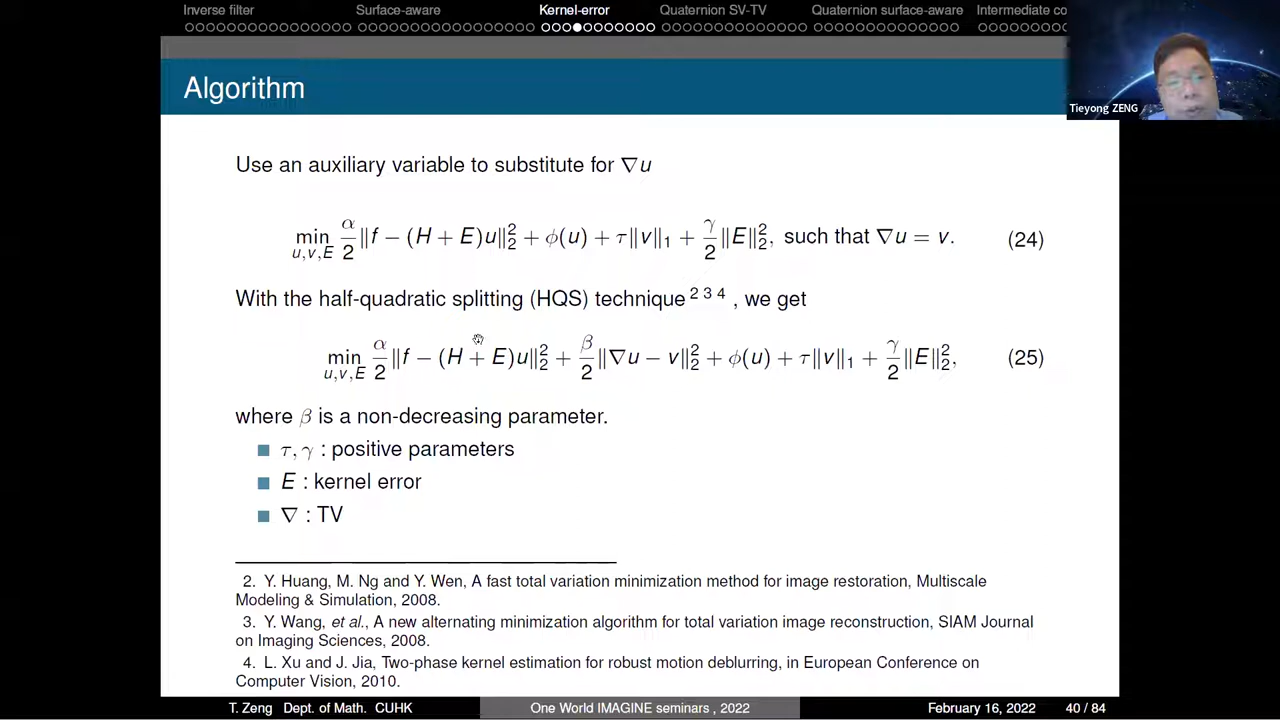 Inverse filter Surface-aware Kernel-error Quaternion SV-TV Quaternion surface-aware Intermediate co
Tieyong ZENG
Algorithm
Use an auxiliary variable to substitute for ∇u
min_{u,v,E} α/2 ‖f − (H + E)u‖₂² + ϕ(u) + τ‖v‖₁ + γ/2 ‖E‖₂², such that ∇u = v. (24)
With the half-quadratic splitting (HQS) technique ² ³ ⁴ , we get
min_{u,v,E} α/2 ‖f − (H + E)u‖₂² + β/2 ‖∇u − v‖₂² + ϕ(u) + τ‖v‖₁ + γ/2 ‖E‖₂², (25)
where β is a non-decreasing parameter.
τ, γ : positive parameters
E : kernel error
∇ : TV
2. Y. Huang, M. Ng and Y. Wen, A fast total variation minimization method for image restoration, Multiscale
Modeling & Simulation, 2008.
3. Y. Wang, et al., A new alternating minimization algorithm for total variation image reconstruction, SIAM Journal
on Imaging Sciences, 2008.
4. L. Xu and J. Jia, Two-phase kernel estimation for robust motion deblurring, in European Conference on
Computer Vision, 2010.
T. Zeng Dept. of Math. CUHK One World IMAGINE seminars , 2022 February 16, 2022 40 / 84